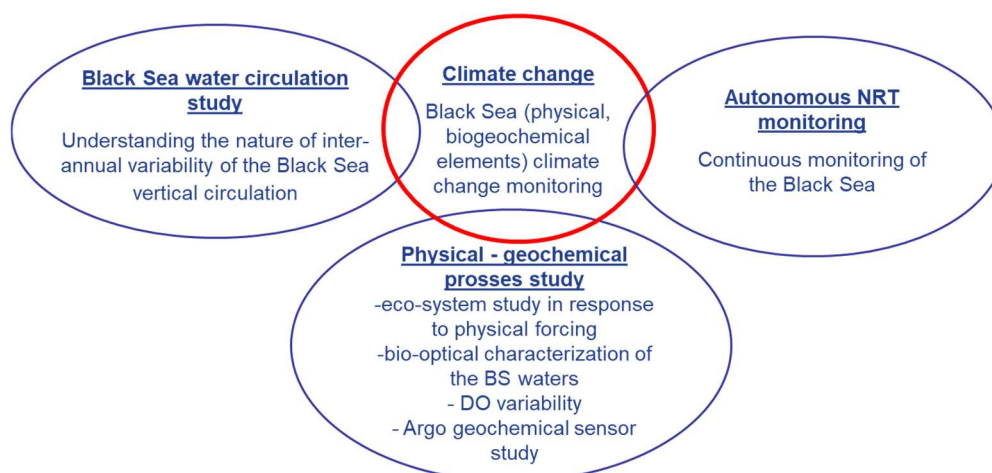 Black Sea water circulation
study
Understanding the nature of inter-
annual variability of the Black Sea
vertical circulation
Climate change
Black Sea (physical,
biogeochemical
elements) climate
change monitoring
Autonomous NRT
monitoring
Continuous monitoring of
the Black Sea
Physical - geochemical
prosses study
-eco-system study in response
to physical forcing
-bio-optical characterization of
the BS waters
- DO variability
- Argo geochemical sensor
study